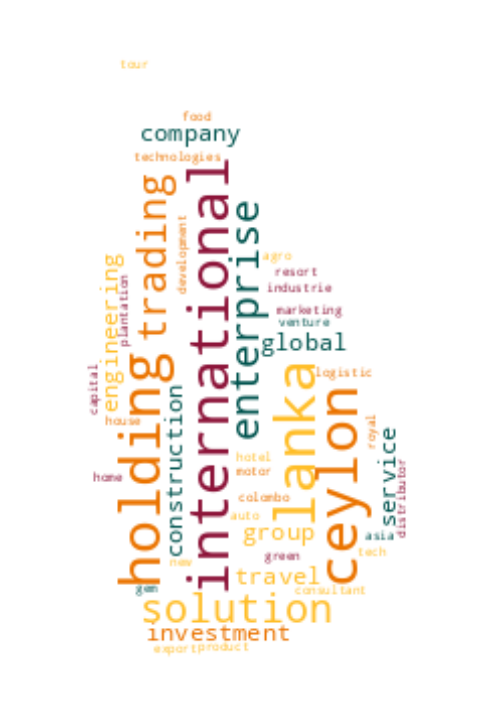 tour
food
company
technologies
international
trading
enterprise
development
engineering
agro
resort
plantation
industrie
marketing
venture
global
holding
lanka
capital
logistic
construction
ceylon
house
royal
service
hotel
distributor
motor
home
colombo
auto
group
asia
tech
green
new
travel
gem
consultant
solution
investment
export
product